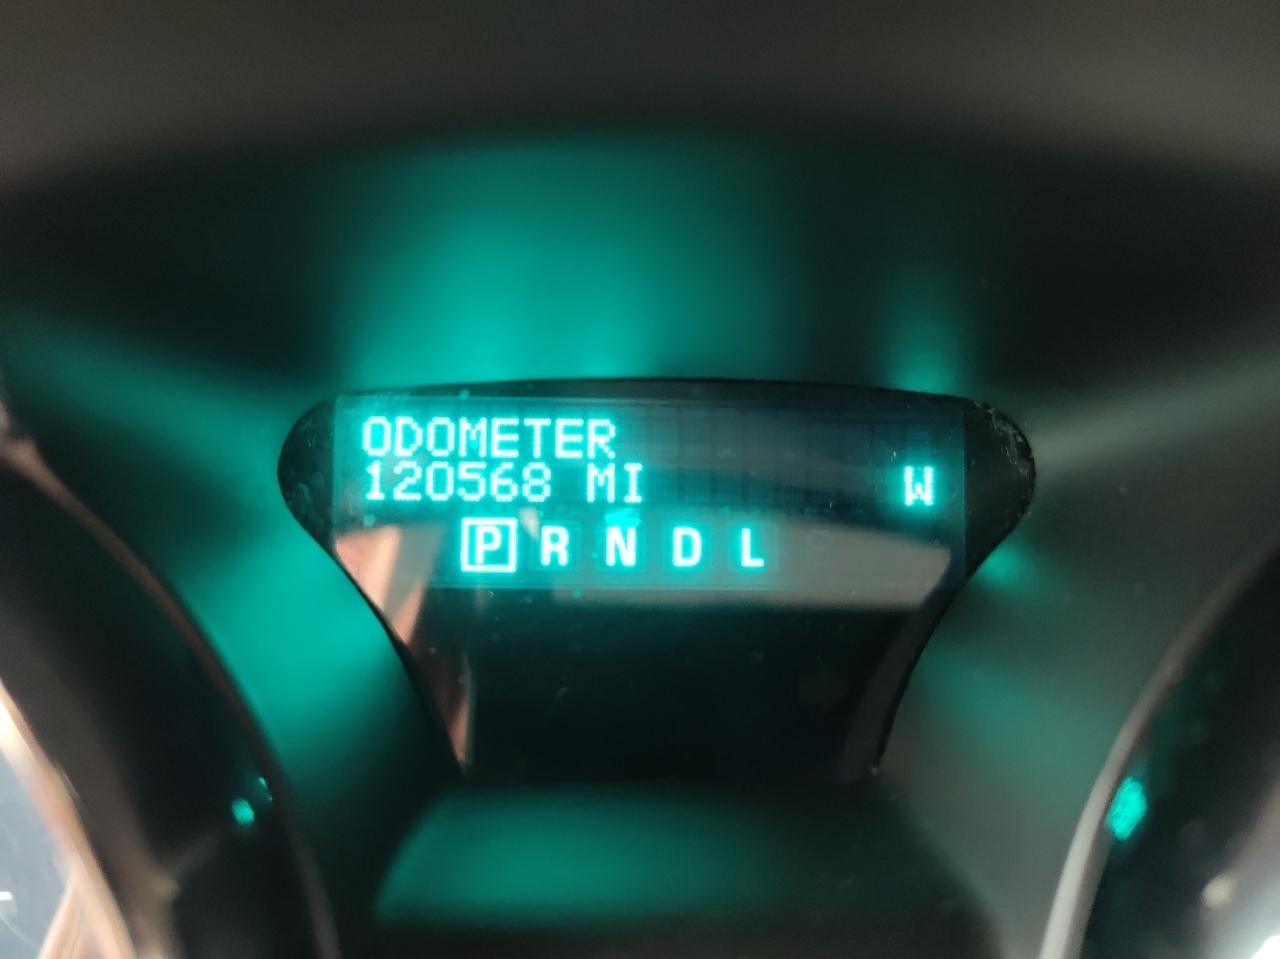 ODOMETER
120568 MI W
P R N D L